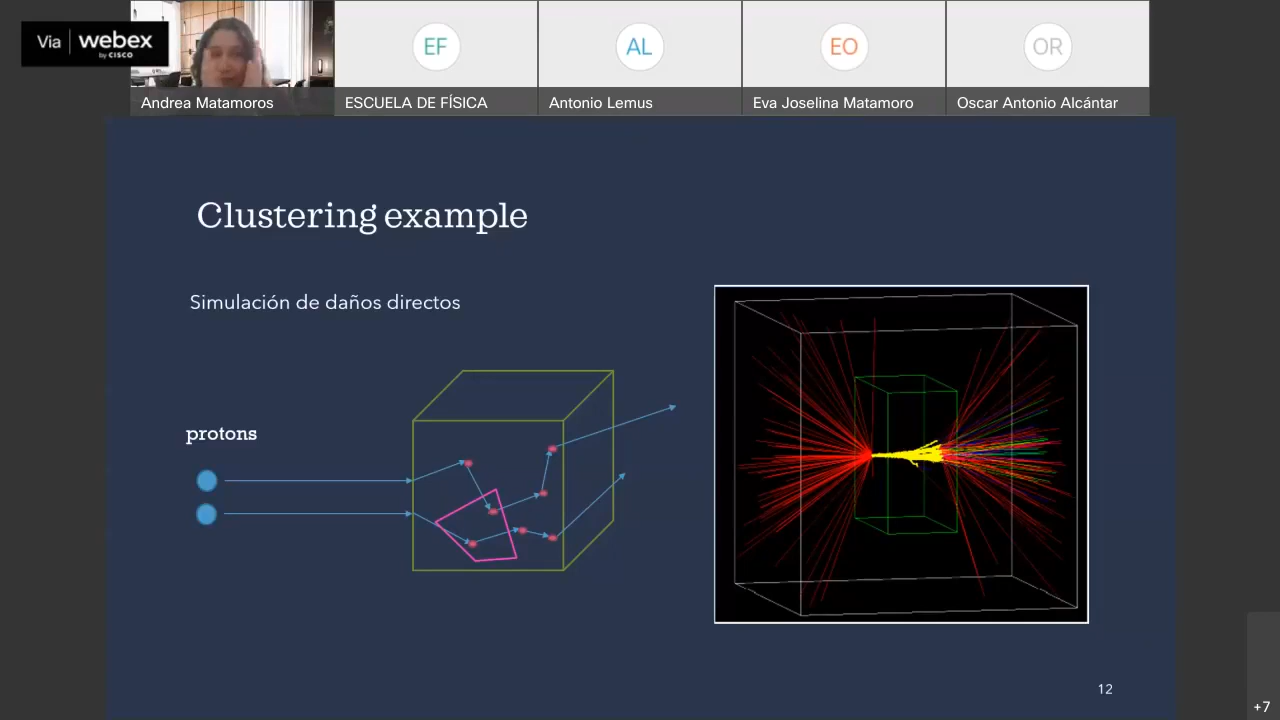 Via webex
by CISCO
Andrea Matamoros
EF
ESCUELA DE FÍSICA
AL
Antonio Lemus
EO
Eva Joselina Matamoro
OR
Oscar Antonio Alcántar
Clustering example
Simulación de daños directos
protons
12
+7